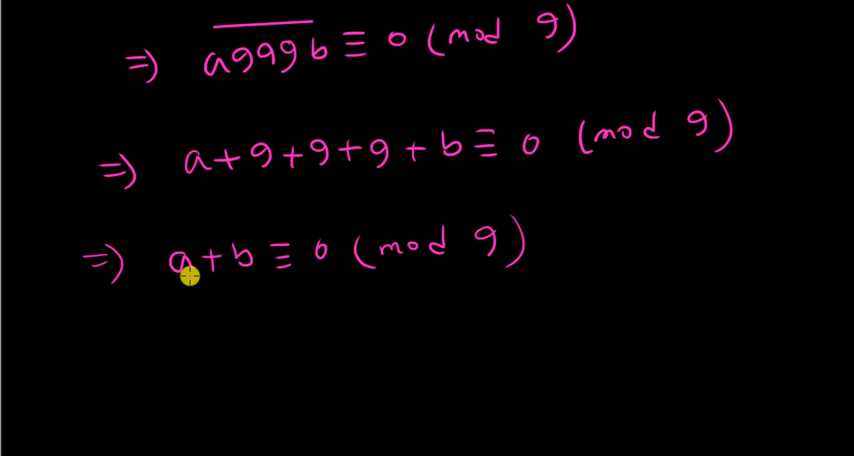 ⇒ a999b ≡ 0 (mod 9)
⇒ a+9+9+9+b ≡ 0 (mod 9)
⇒ a+b ≡ 0 (mod 9)